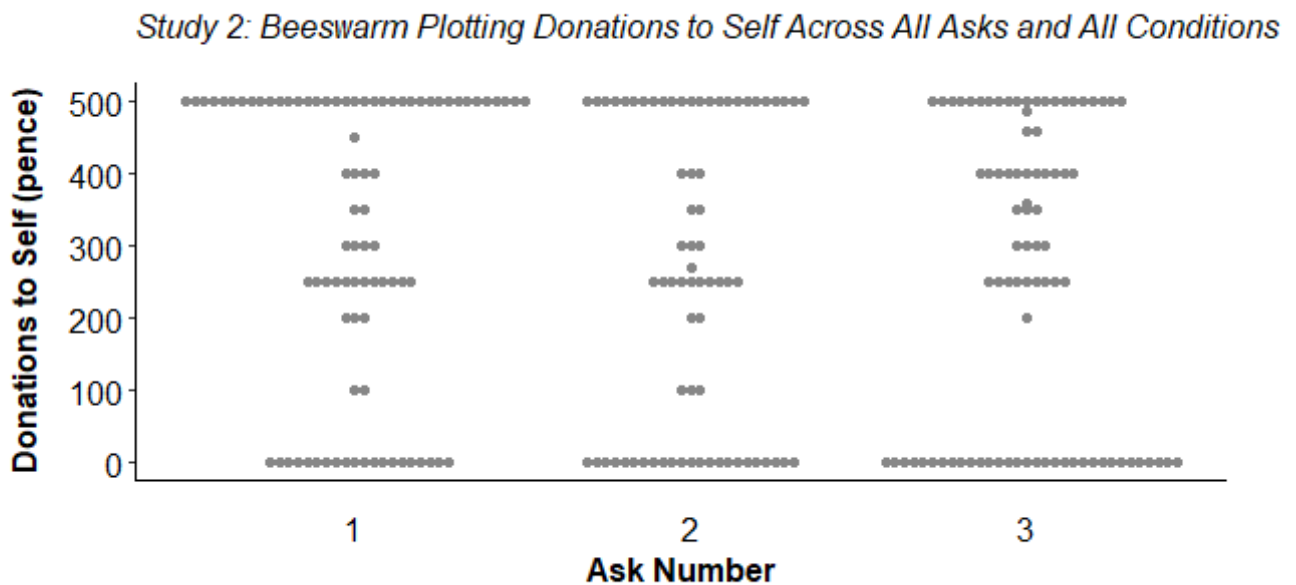 Study 2: Beeswarm Plotting Donations to Self Across All Asks and All Conditions
Donations to Self (pence)
500
400
300
200
100
0
1 2 3
Ask Number